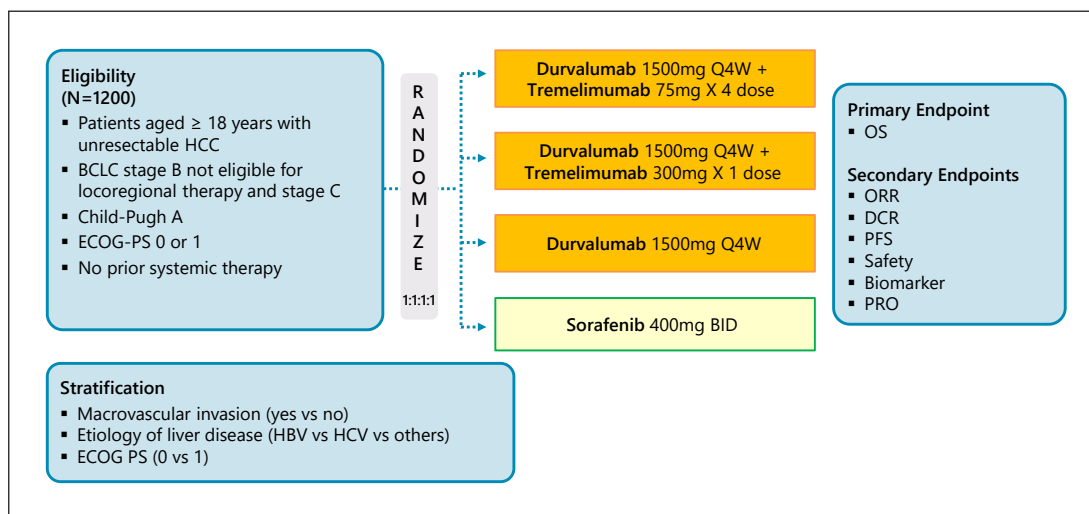 Eligibility
(N=1200)
▪ Patients aged ≥ 18 years with
unresectable HCC
▪ BCLC stage B not eligible for
locoregional therapy and stage C
▪ Child-Pugh A
▪ ECOG-PS 0 or 1
▪ No prior systemic therapy
R
A
N
D
O
M
I
Z
E
1:1:1:1
Durvalumab 1500mg Q4W +
Tremelimumab 75mg X 4 dose
Durvalumab 1500mg Q4W +
Tremelimumab 300mg X 1 dose
Durvalumab 1500mg Q4W
Sorafenib 400mg BID
Primary Endpoint
▪ OS
Secondary Endpoints
▪ ORR
▪ DCR
▪ PFS
▪ Safety
▪ Biomarker
▪ PRO
Stratification
▪ Macrovascular invasion (yes vs no)
▪ Etiology of liver disease (HBV vs HCV vs others)
▪ ECOG PS (0 vs 1)